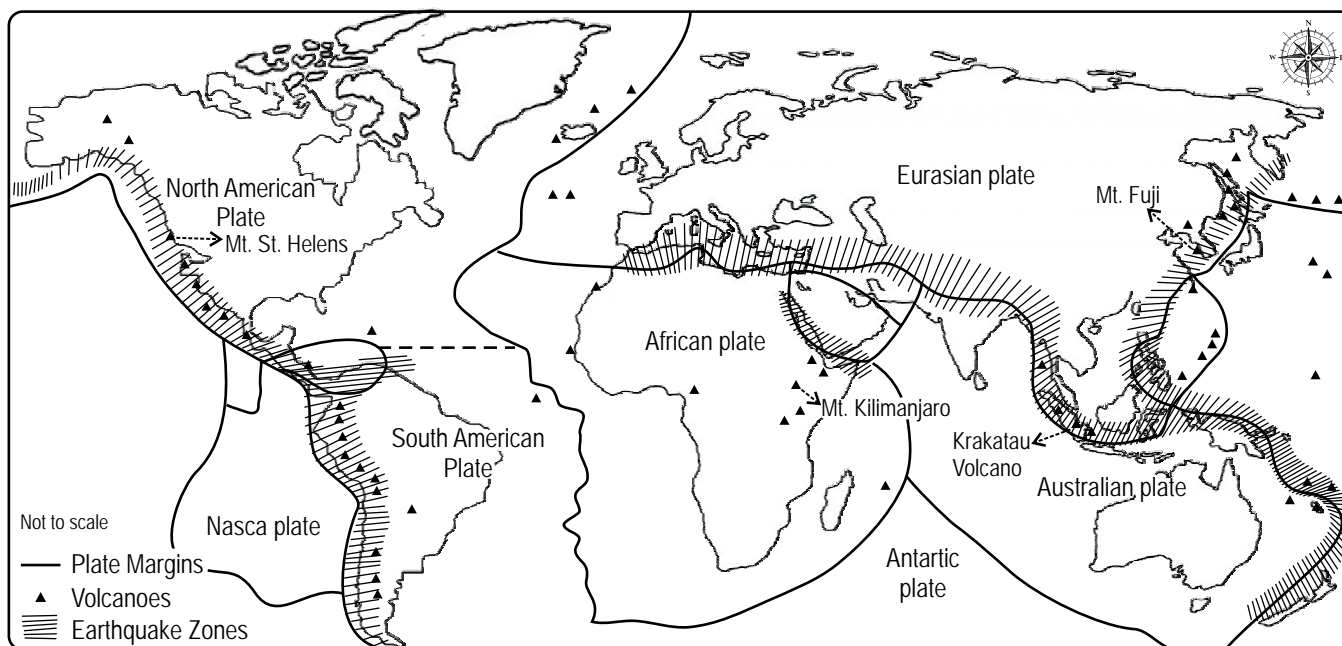 N
W
E
S
North American
Plate
Mt. St. Helens
Eurasian plate
Mt. Fuji
African plate
Mt. Kilimanjaro
South American
Plate
Krakatau
Volcano
Australian plate
Nasca plate
Antartic
plate
Not to scale
Plate Margins
Volcanoes
Earthquake Zones